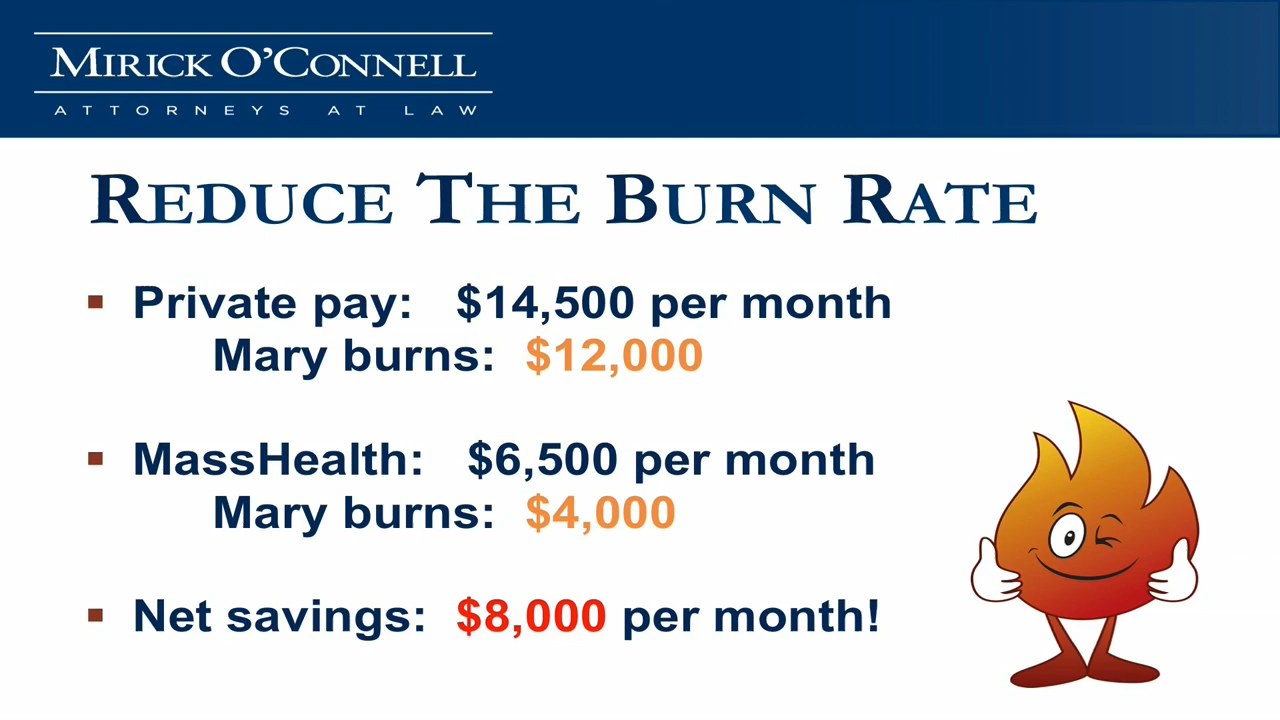 MIRICK O'CONNELL
ATTORNEYS AT LAW
REDUCE THE BURN RATE
▪ Private pay: $14,500 per month
Mary burns: $12,000
▪ MassHealth: $6,500 per month
Mary burns: $4,000
▪ Net savings: $8,000 per month!